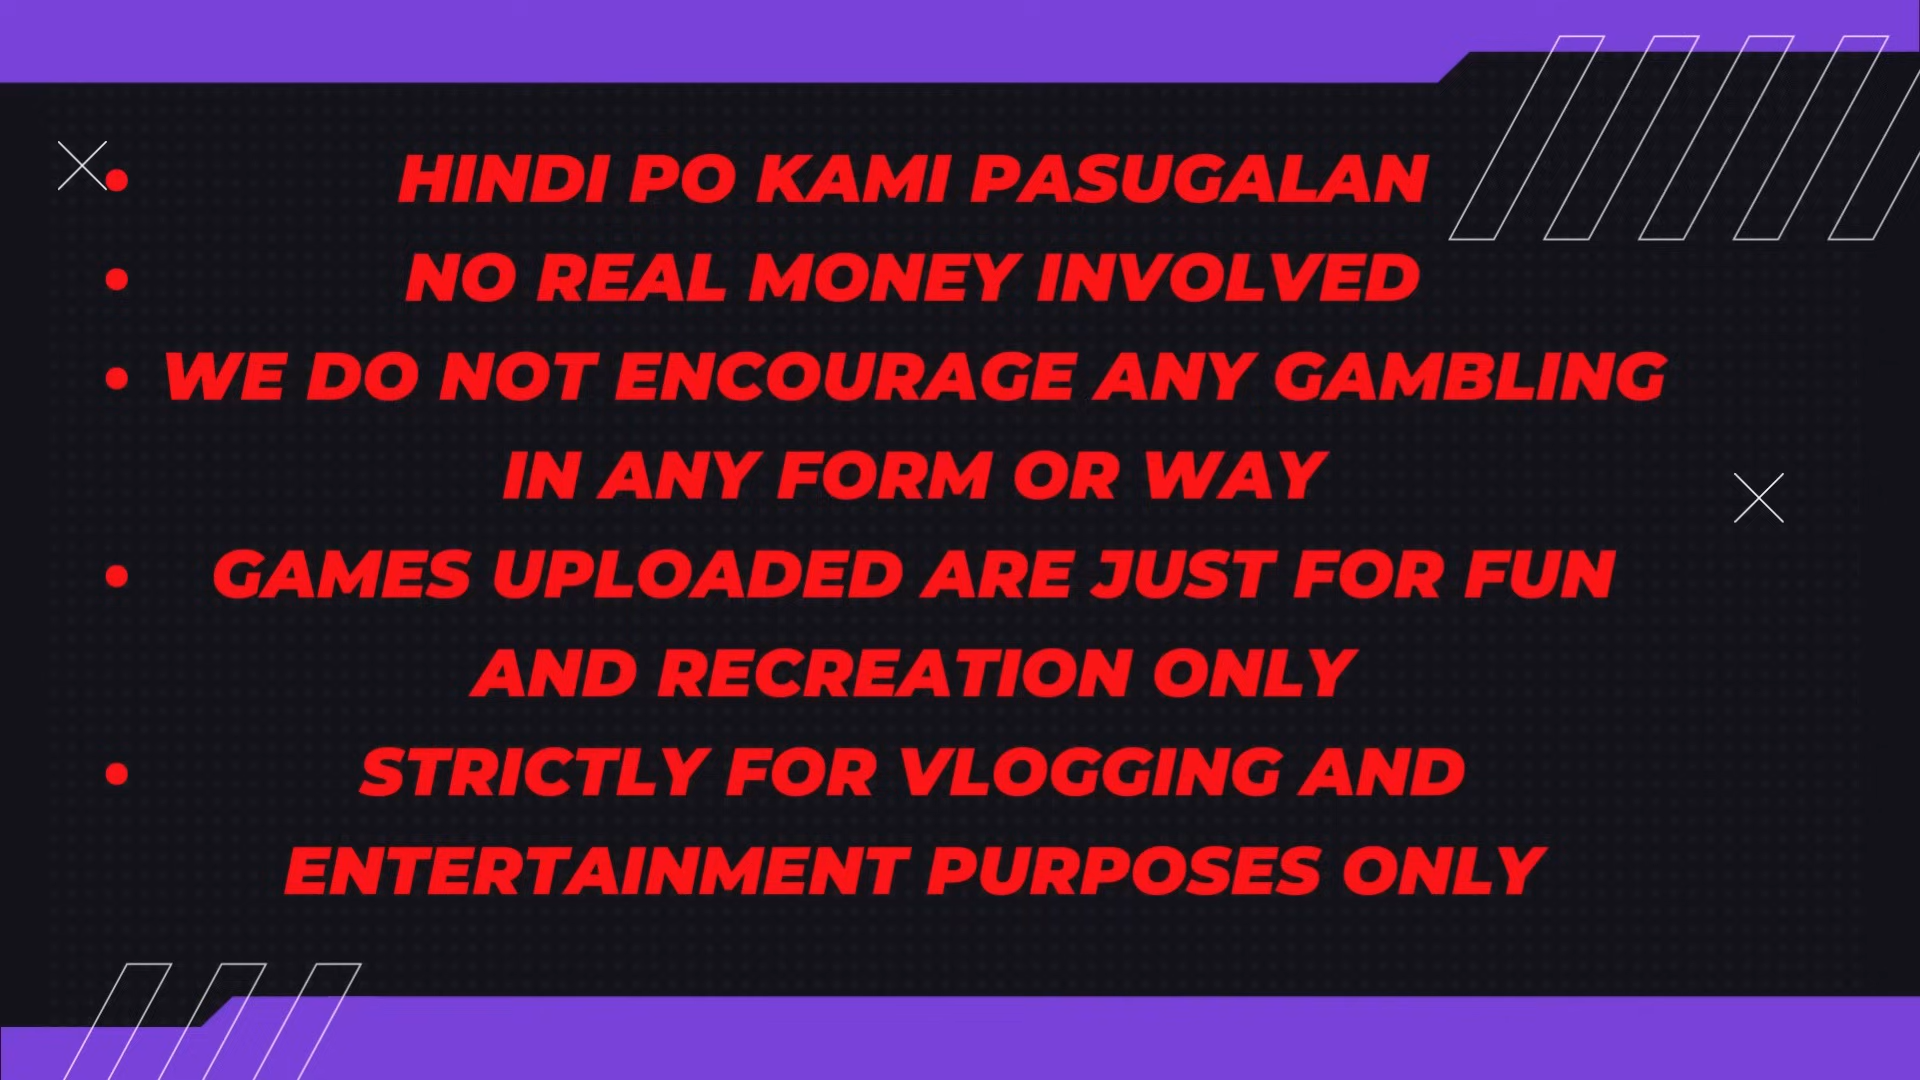 • HINDI PO KAMI PASUGALAN
• NO REAL MONEY INVOLVED
• WE DO NOT ENCOURAGE ANY GAMBLING
IN ANY FORM OR WAY
• GAMES UPLOADED ARE JUST FOR FUN
AND RECREATION ONLY
• STRICTLY FOR VLOGGING AND
ENTERTAINMENT PURPOSES ONLY